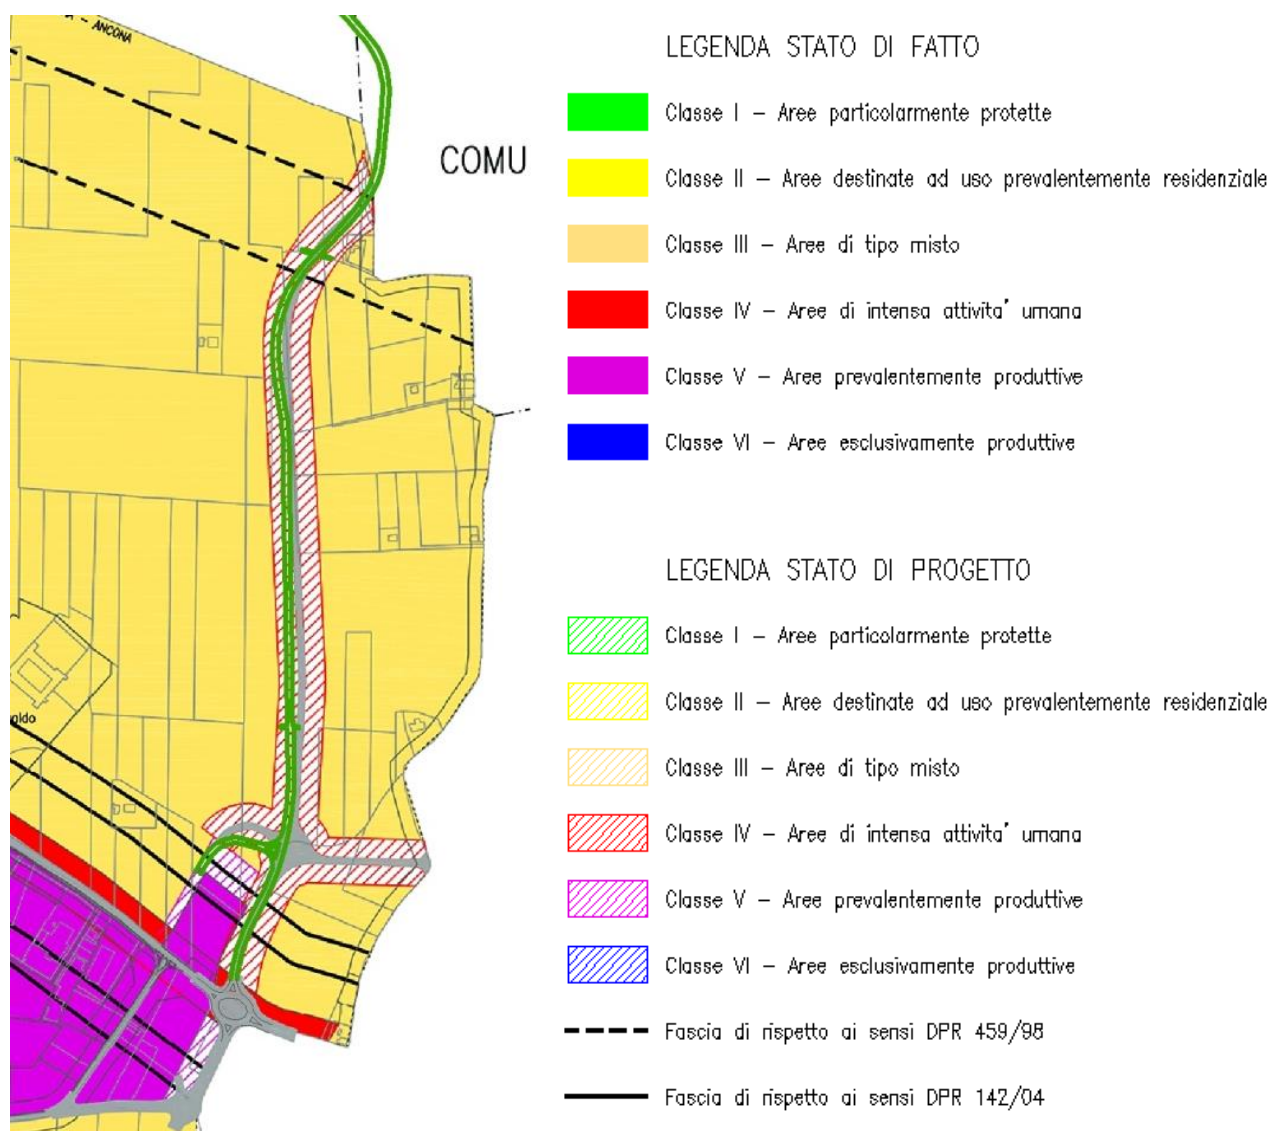 - ANCONA
COMU
aldo
LEGENDA STATO DI FATTO
Classe I – Aree particolarmente protette
Classe II – Aree destinate ad uso prevalentemente residenziale
Classe III – Aree di tipo misto
Classe IV – Aree di intensa attivita' umana
Classe V – Aree prevalentemente produttive
Classe VI – Aree esclusivamente produttive
LEGENDA STATO DI PROGETTO
Classe I – Aree particolarmente protette
Classe II – Aree destinate ad uso prevalentemente residenziale
Classe III – Aree di tipo misto
Classe IV – Aree di intensa attivita' umana
Classe V – Aree prevalentemente produttive
Classe VI – Aree esclusivamente produttive
Fascia di rispetto ai sensi DPR 459/98
Fascia di rispetto ai sensi DPR 142/04